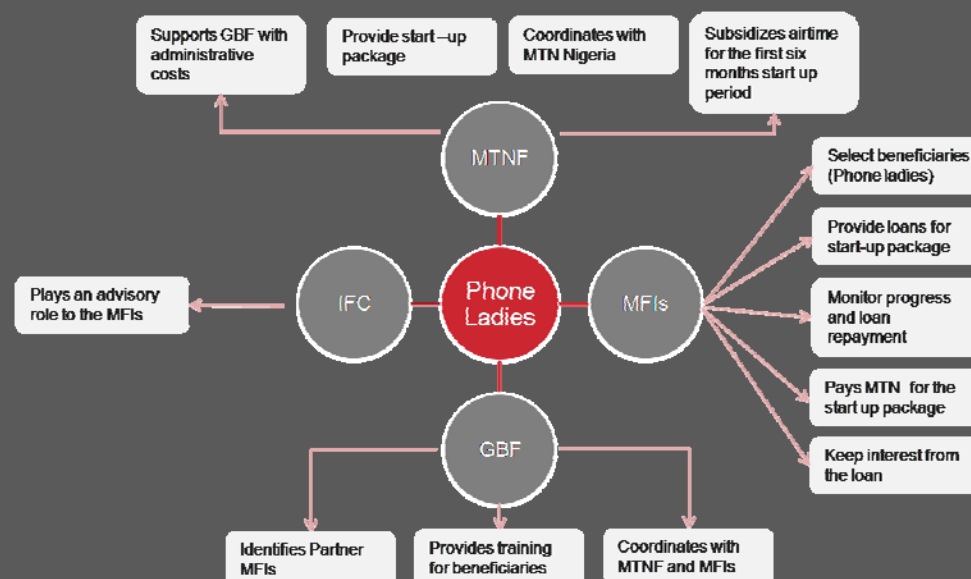 Supports GBF with
administrative
costs
Provide start –up
package
Coordinates with
MTN Nigeria
Subsidizes airtime
for the first six
months start up
period
MTNF
Select beneficiaries
(Phone ladies)
Provide loans for
start-up package
Plays an advisory
role to the MFIs
IFC
Phone
Ladies
MFIs
Monitor progress
and loan
repayment
Pays MTN for the
start up package
Keep interest from
the loan
GBF
Identifies Partner
MFIs
Provides training
for beneficiaries
Coordinates with
MTNF and MFIs